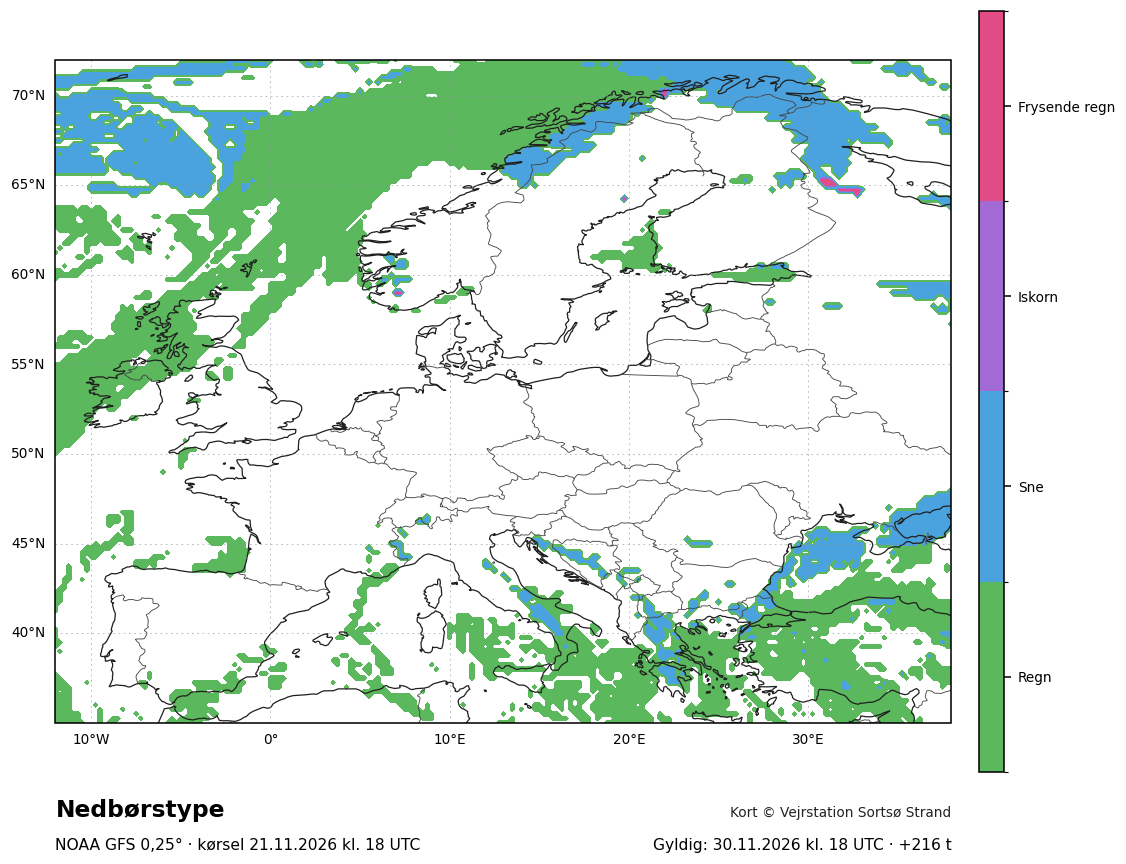 70°N
65°N
60°N
55°N
50°N
45°N
40°N
10°W
0°
10°E
20°E
30°E
Frysende regn
Iskorn
Sne
Regn
Nedbørstype
Kort © Vejrstation Sortsø Strand
NOAA GFS 0,25° · kørsel 21.11.2026 kl. 18 UTC
Gyldig: 30.11.2026 kl. 18 UTC · +216 t